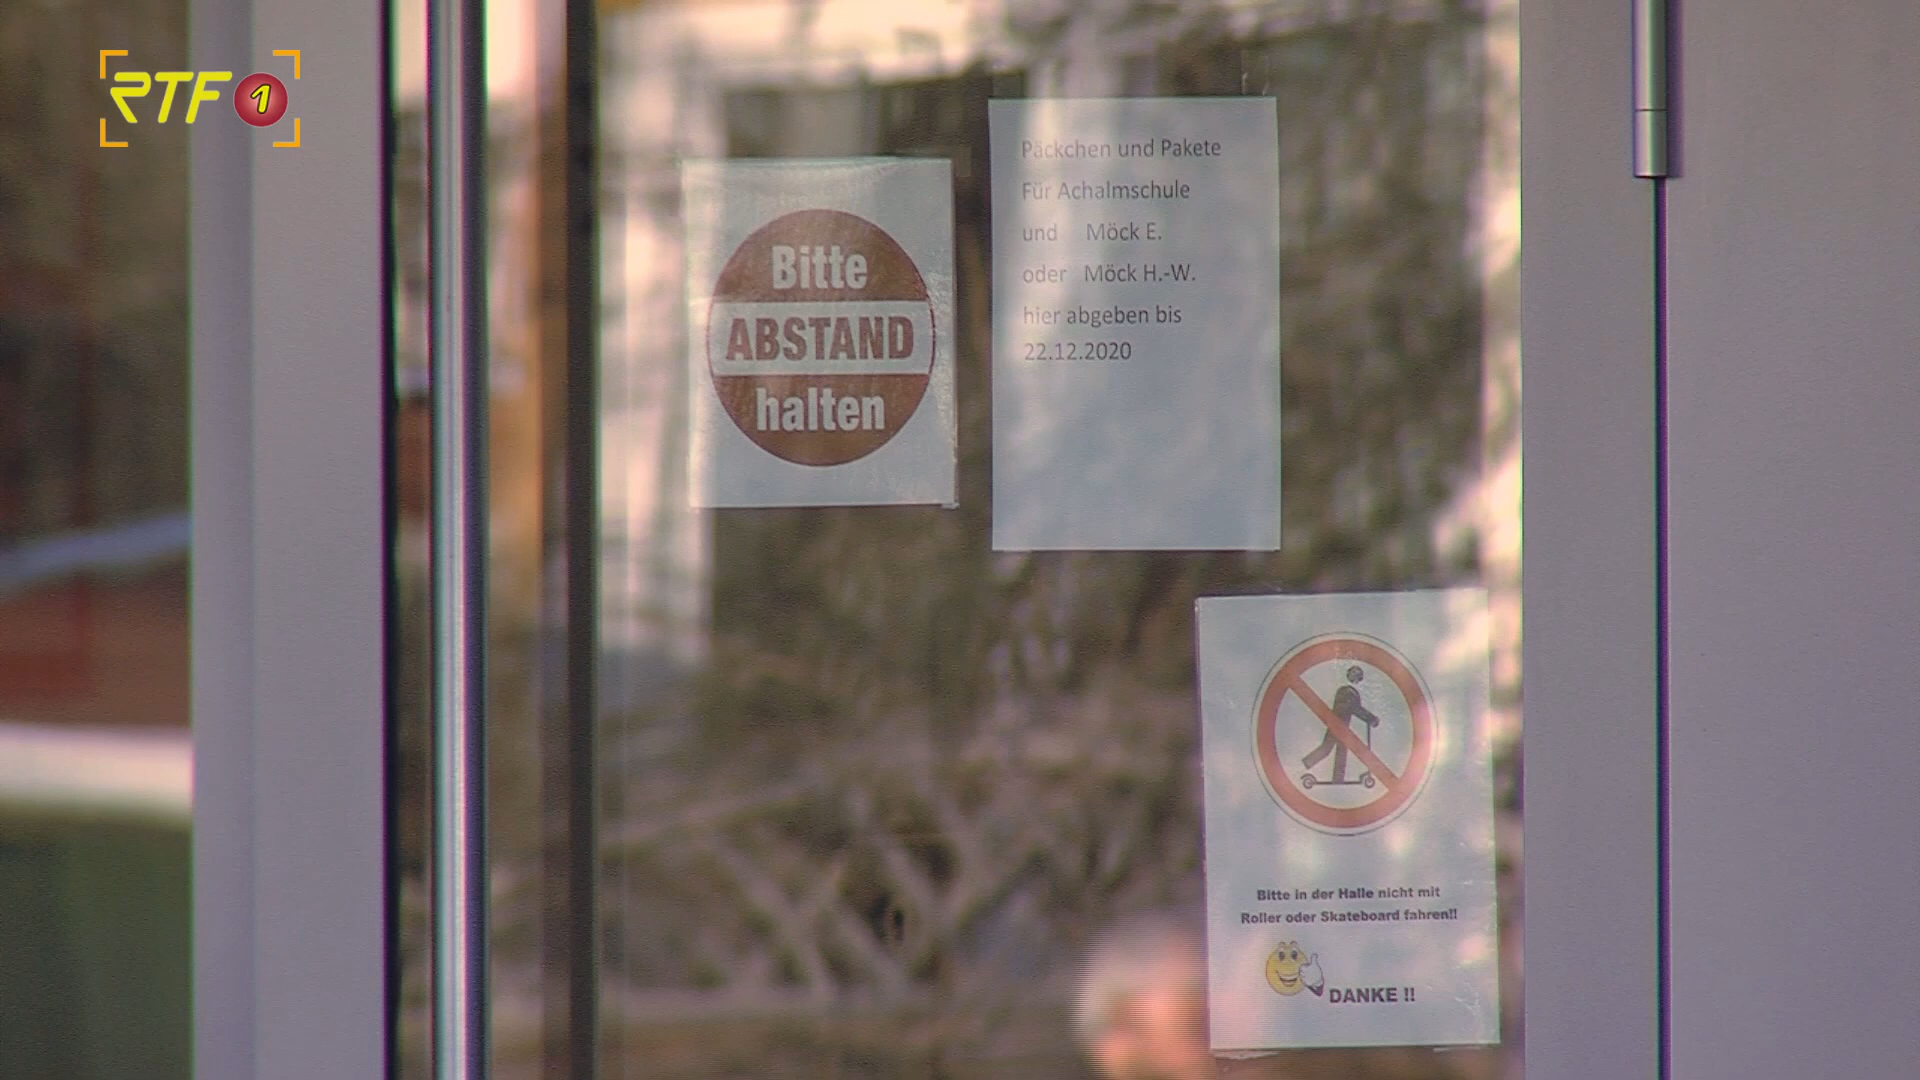 RTF 1
Bitte
ABSTAND
halten
Päckchen und Pakete
Für Achalmschule
und Möck E.
oder Möck H.-W.
hier abgeben bis
22.12.2020
Bitte in der Halle nicht mit
Roller oder Skateboard fahren!!
DANKE !!